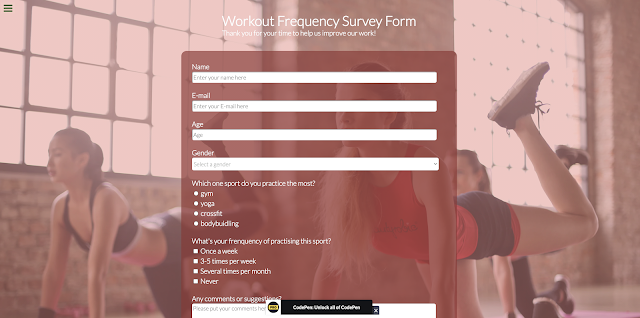 Workout Frequency Survey Form
Thank you for your time to help us improve our work!
Name
Enter your name here
E-mail
Enter your E-mail here
Age
Age
Gender
Select a gender
Which one sport do you practice the most?
gym
yoga
crossfit
bodybuidling
What's your frenquency of practising this sport?
Once a week
3-5 times per week
Several times per month
Never
Any comments or suggestions?
Please put your comments here
PRO
CodePen: Unlock all of CodePen
X